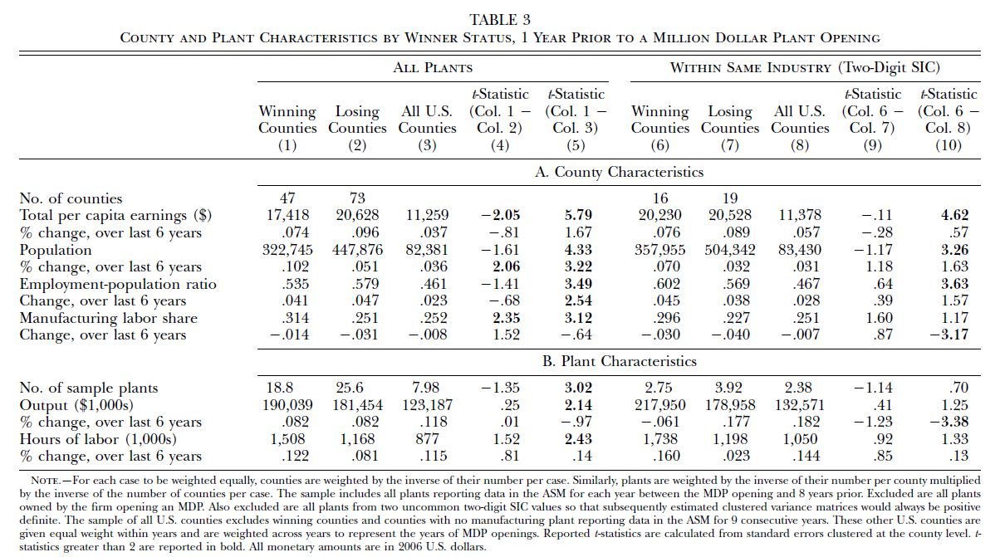 TABLE 3
County and Plant Characteristics by Winner Status, 1 Year Prior to a Million Dollar Plant Opening
All Plants Within Same Industry (Two-Digit SIC)
t-Statistic t-Statistic t-Statistic t-Statistic
Winning Losing All U.S. (Col. 1 − (Col. 1 − Winning Losing All U.S. (Col. 6 − (Col. 6 −
Counties Counties Counties Col. 2) Col. 3) Counties Counties Counties Col. 7) Col. 8)
(1) (2) (3) (4) (5) (6) (7) (8) (9) (10)
A. County Characteristics
No. of counties 47 73 16 19
Total per capita earnings ($) 17,418 20,628 11,259 −2.05 5.79 20,230 20,528 11,378 −.11 4.62
% change, over last 6 years .074 .096 .037 −.81 1.67 .076 .089 .057 −.28 .57
Population 322,745 447,876 82,381 −1.61 4.33 357,955 504,342 83,430 −1.17 3.26
% change, over last 6 years .102 .051 .036 2.06 3.22 .070 .032 .031 1.18 1.63
Employment-population ratio .535 .579 .461 −1.41 3.49 .602 .569 .467 .64 3.63
Change, over last 6 years .041 .047 .023 −.68 2.54 .045 .038 .028 .39 1.57
Manufacturing labor share .314 .251 .252 2.35 3.12 .296 .227 .251 1.60 1.17
Change, over last 6 years −.014 −.031 −.008 1.52 −.64 −.030 −.040 −.007 .87 −3.17
B. Plant Characteristics
No. of sample plants 18.8 25.6 7.98 −1.35 3.02 2.75 3.92 2.38 −1.14 .70
Output ($1,000s) 190,039 181,454 123,187 .25 2.14 217,950 178,958 132,571 .41 1.25
% change, over last 6 years .082 .082 .118 .01 −.97 −.061 .177 .182 −1.23 −3.38
Hours of labor (1,000s) 1,508 1,168 877 1.52 2.43 1,738 1,198 1,050 .92 1.33
% change, over last 6 years .122 .081 .115 .81 .14 .160 .023 .144 .85 .13
Note.—For each case to be weighted equally, counties are weighted by the inverse of their number per case. Similarly, plants are weighted by the inverse of their number per county multiplied
by the inverse of the number of counties per case. The sample includes all plants reporting data in the ASM for each year between the MDP opening and 8 years prior. Excluded are all plants
owned by the firm opening an MDP. Also excluded are all plants from two uncommon two-digit SIC values so that subsequently estimated clustered variance matrices would always be positive
definite. The sample of all U.S. counties excludes winning counties and counties with no manufacturing plant reporting data in the ASM for 9 consecutive years. These other U.S. counties are
given equal weight within years and are weighted across years to represent the years of MDP openings. Reported t-statistics are calculated from standard errors clustered at the county level. t-
statistics greater than 2 are reported in bold. All monetary amounts are in 2006 U.S. dollars.